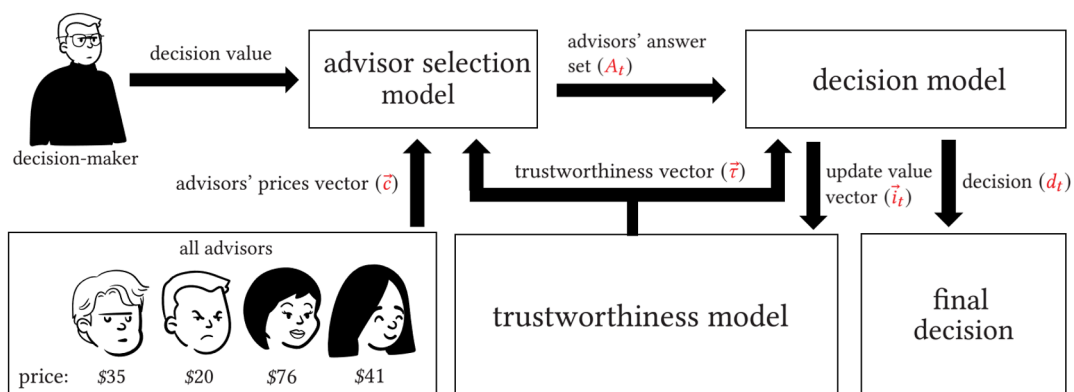 decision value
decision-maker
advisor selection
model
advisors' answer
set (A_t)
decision model
advisors' prices vector (c⃗)
trustworthiness vector (τ⃗)
update value
vector (i⃗_t)
decision (d_t)
all advisors
price: $35 $20 $76 $41
trustworthiness model
final
decision